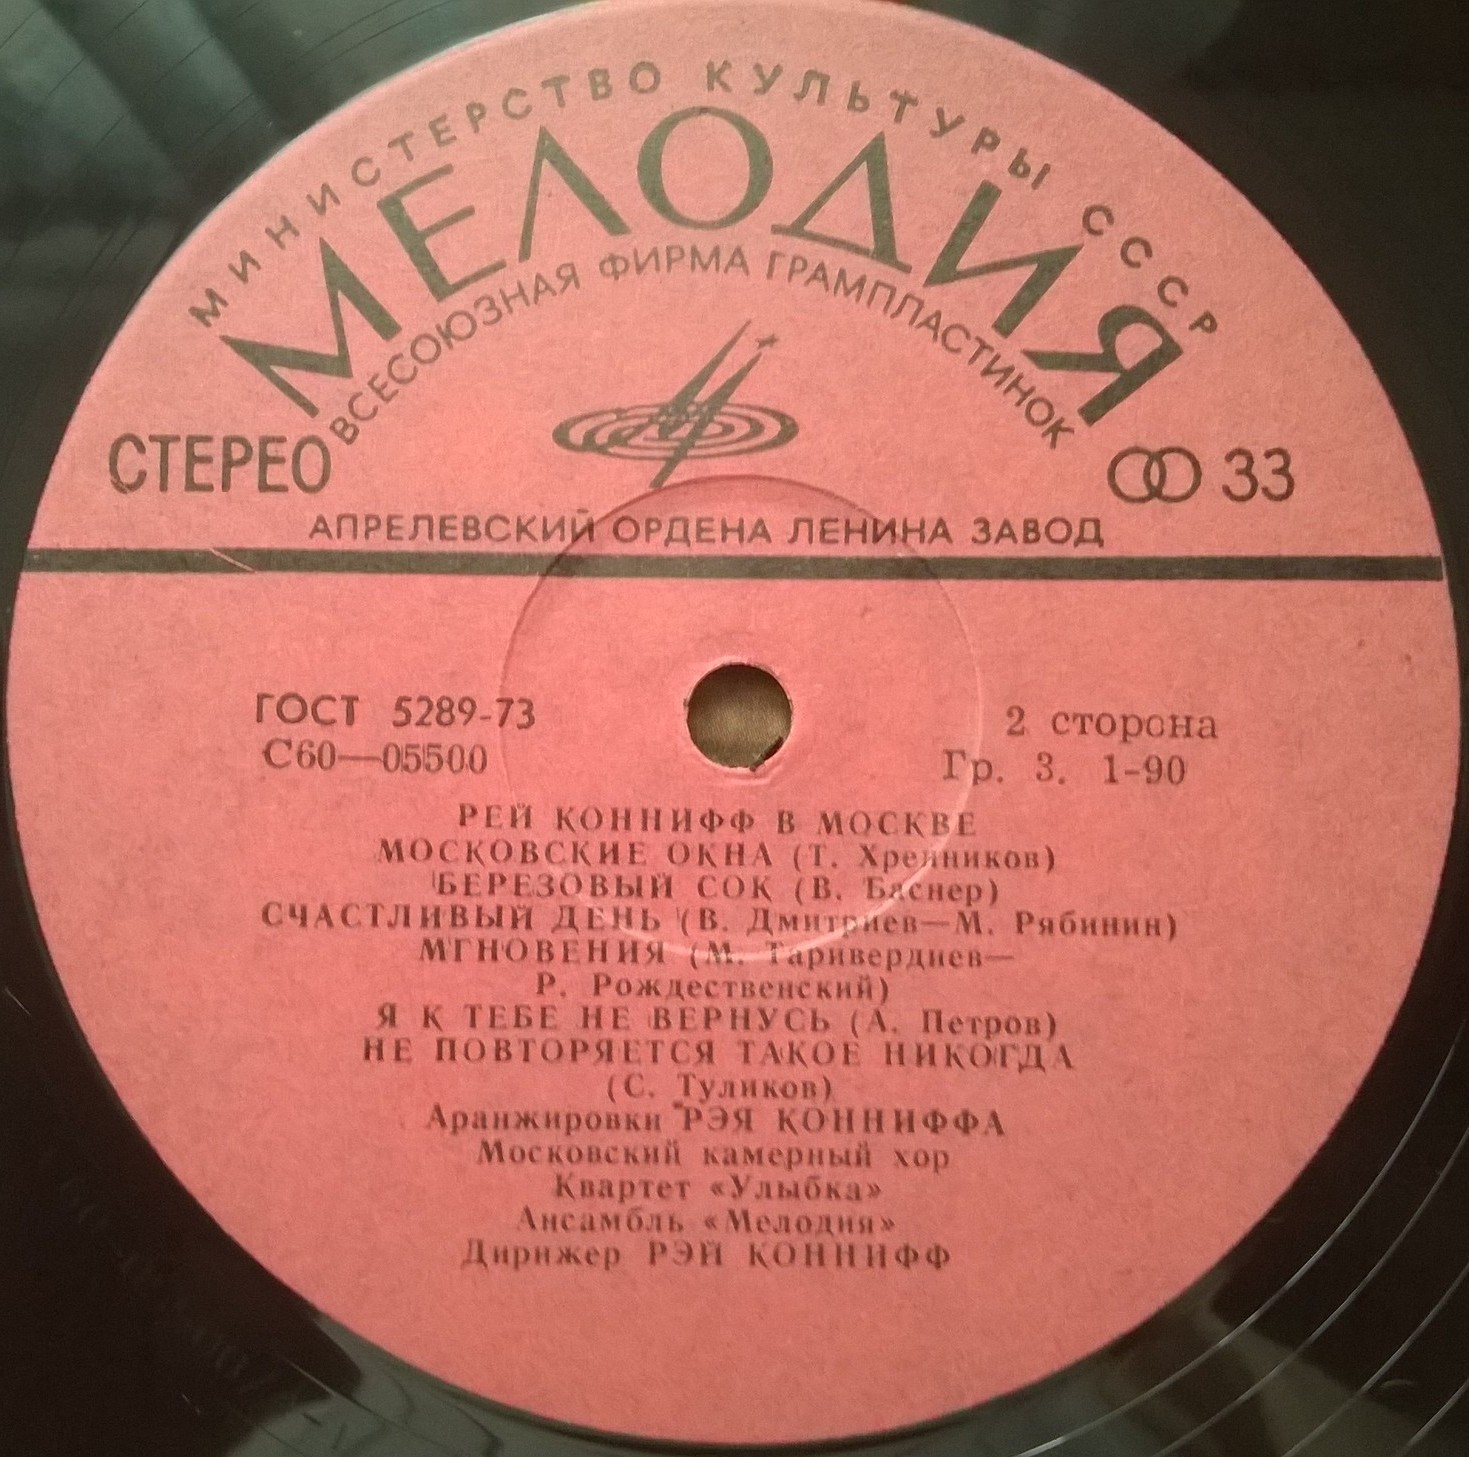 МИНИСТЕРСТВО КУЛЬТУРЫ СССР
МЕЛОДИЯ
ВСЕСОЮЗНАЯ ФИРМА ГРАМПЛАСТИНОК
СТЕРЕО
33
АПРЕЛЕВСКИЙ ОРДЕНА ЛЕНИНА ЗАВОД
ГОСТ 5289-73
2 сторона
С60—05500
Гр. 3. 1-90
РЕЙ КОННИФФ В МОСКВЕ
МОСКОВСКИЕ ОКНА (Т. Хренников)
БЕРЕЗОВЫЙ СОК (В. Баснер)
СЧАСТЛИВЫЙ ДЕНЬ (В. Дмитриев—М. Рябинин)
МГНОВЕНИЯ (М. Таривердиев—
Р. Рождественский)
Я К ТЕБЕ НЕ ВЕРНУСЬ (А. Петров)
НЕ ПОВТОРЯЕТСЯ ТАКОЕ НИКОГДА
(С. Туликов)
Аранжировки РЭЯ КОННИФФА
Московский камерный хор
Квартет «Улыбка»
Ансамбль «Мелодия»
Дирижер РЭЙ КОННИФФ